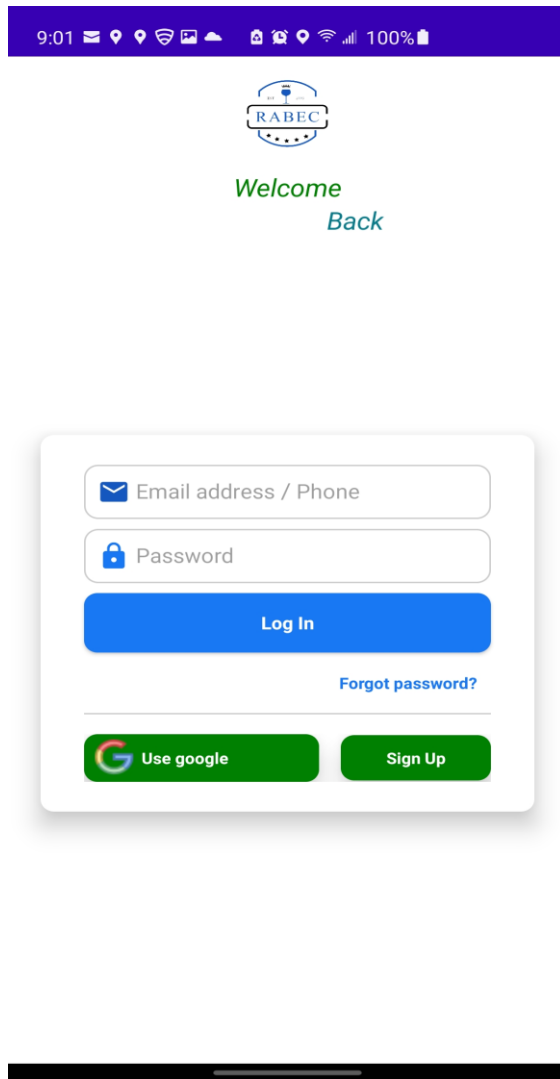 9:01 100%
RABEC
Welcome
Back
Email address / Phone
Password
Log In
Forgot password?
Use google
Sign Up